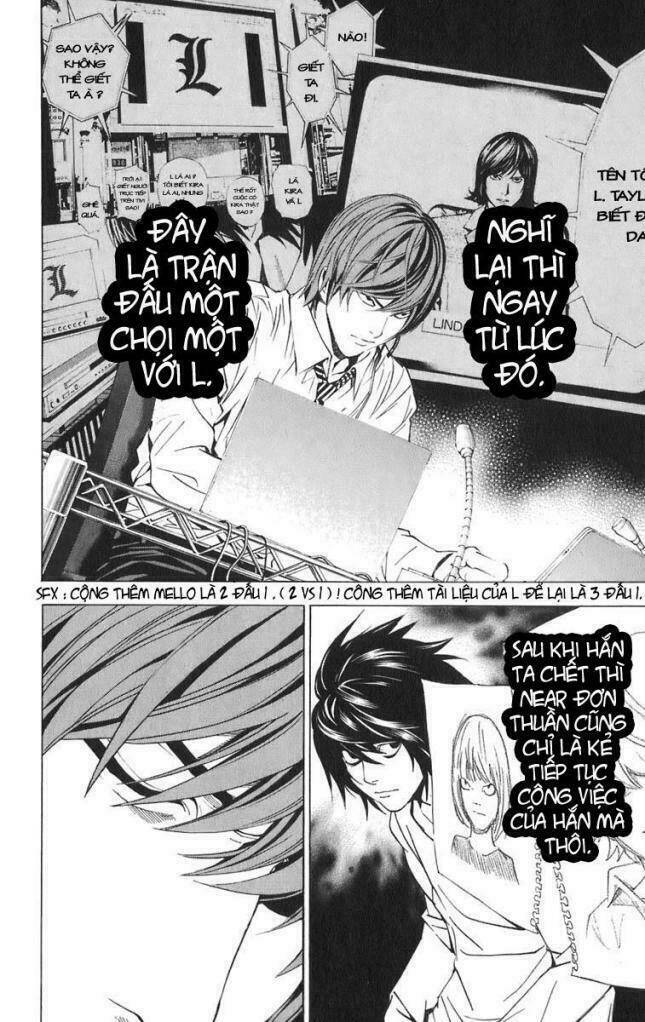 TÊN TÔ
L. TAYL
BIẾT Đ
DA
NÀO!
GIẾT
TA
ĐI.
SAO VẬY?
KHÔNG
THỂ GIẾT
TA À?
L
LIND
LÀ
KIRA
VÀ L
THẾ RỐT
CUỘC CÓ
KIRA THẬT
SAO?
L LÀ AI?
TÔI BIẾT KIRA
LÀ AI, NHƯNG
TRỜI ẠI
GIẾT NGƯỜI
TRỰC TIẾP
TRÊN TIVI
SAO!
GHÊ
QUÁ.
L
NGHĨ
LẠI THÌ
NGAY
TỪ LÚC
ĐÓ.
ĐÂY
LÀ TRẬN
ĐẤU MỘT
CHỌI MỘT
VỚI L.
SFX : CỘNG THÊM MELLO LÀ 2 ĐẤU 1. (2 VS 1)! CỘNG THÊM TÀI LIỆU CỦA L ĐỂ LẠI LÀ 3 ĐẤU 1.
SAU KHI HẮN
TA CHẾT THÌ
NEAR ĐƠN
THUẦN CŨNG
CHỈ LÀ KẺ
TIẾP TỤC
CÔNG VIỆC
CỦA HẮN MÀ
THÔI.